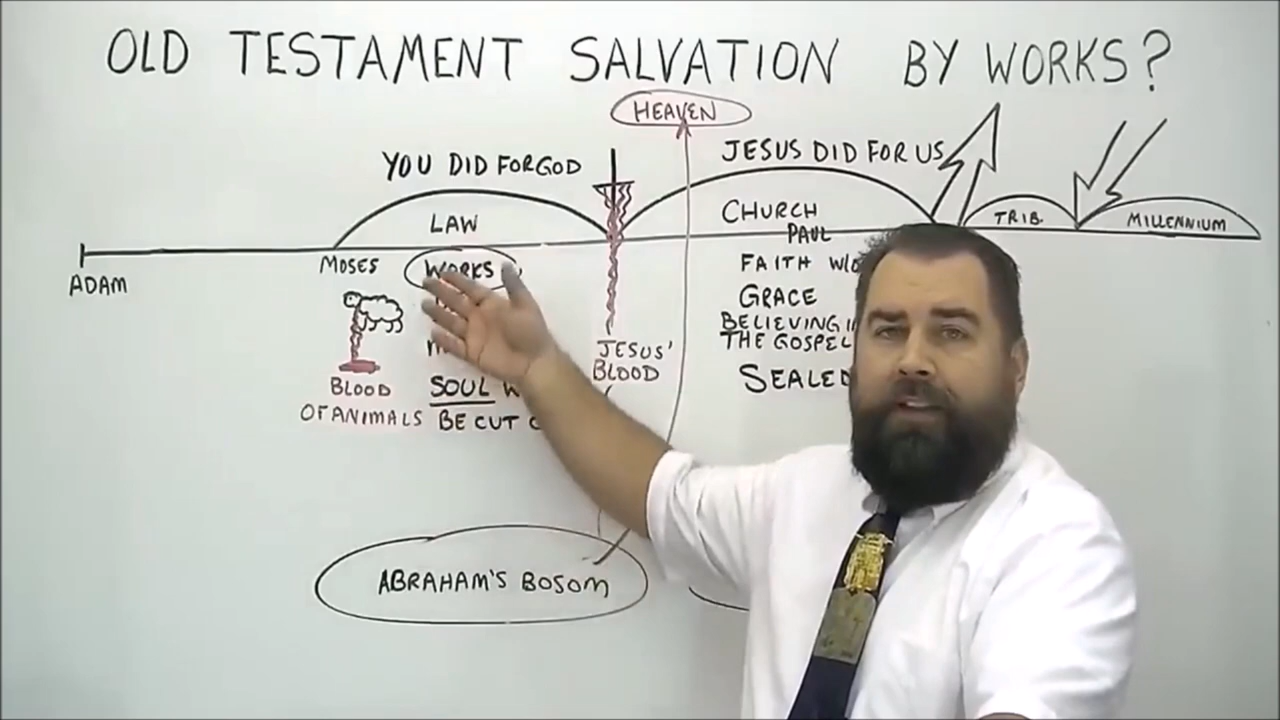 OLD TESTAMENT SALVATION BY WORKS?
HEAVEN
YOU DID FOR GOD
JESUS DID FOR US
LAW
CHURCH
TRIB.
MILLENNIUM
ADAM
MOSES
WORKS
PAUL
FAITH
GRACE
BELIEVING
THE GOSPEL
SEALED
JESUS'
BLOOD
BLOOD
OF ANIMALS
SOUL
BE CUT
ABRAHAM'S BOSOM